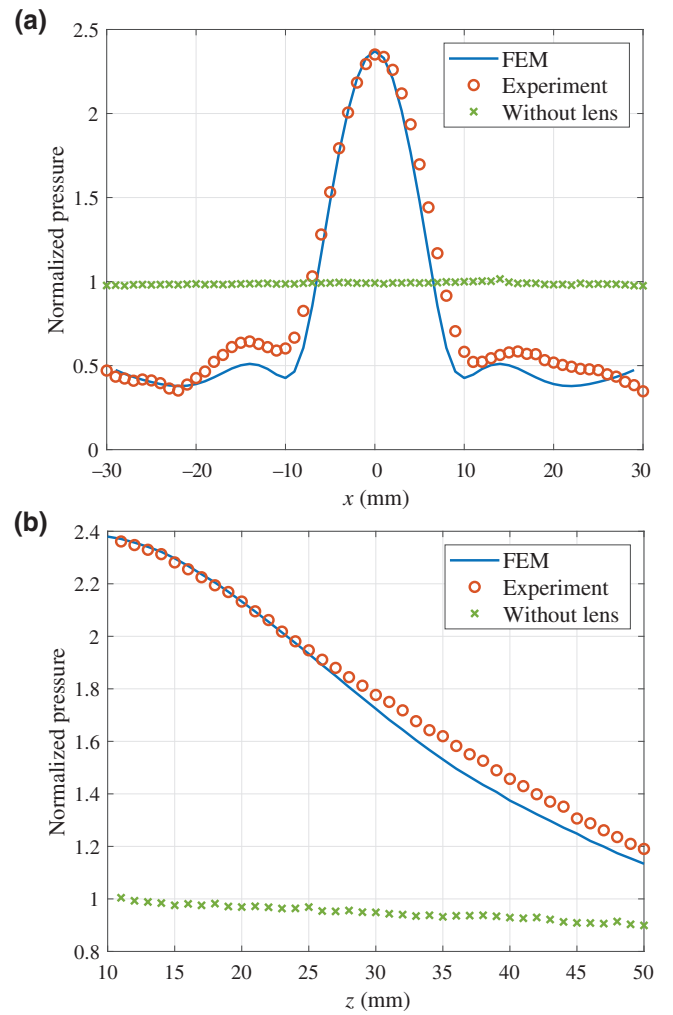 (a)
2.5
FEM
Experiment
Without lens
2
1.5
1
0.5
0
Normalized pressure
–30 –20 –10 0 10 20 30
x (mm)
(b)
2.4
FEM
Experiment
Without lens
2.2
2
1.8
1.6
1.4
1.2
1
0.8
Normalized pressure
10 15 20 25 30 35 40 45 50
z (mm)